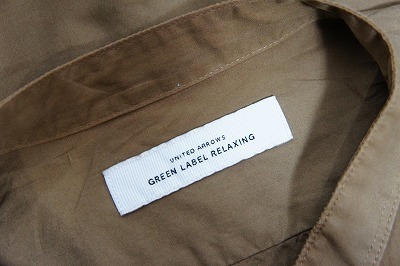 UNITED ARROWS
GREEN LABEL RELAXING